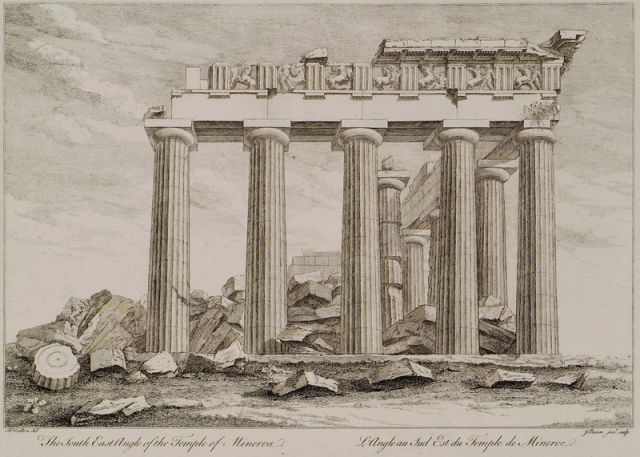 The South East Angle of the Temple of Minerva.
L'Angle au Sud Est du Temple de Minerve.